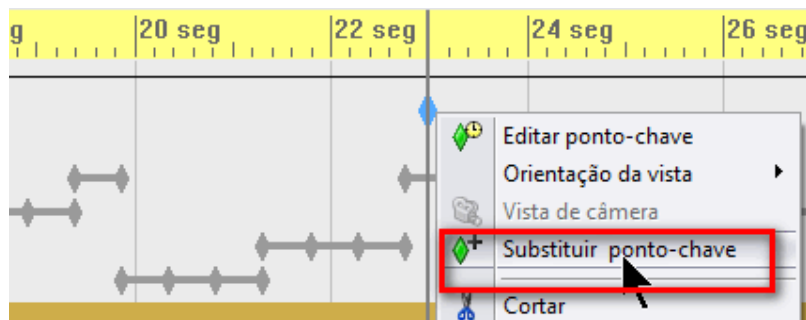 g 20 seg 22 seg 24 seg 26 seg
Editar ponto-chave
Orientação da vista
Vista de câmera
Substituir ponto-chave
Cortar